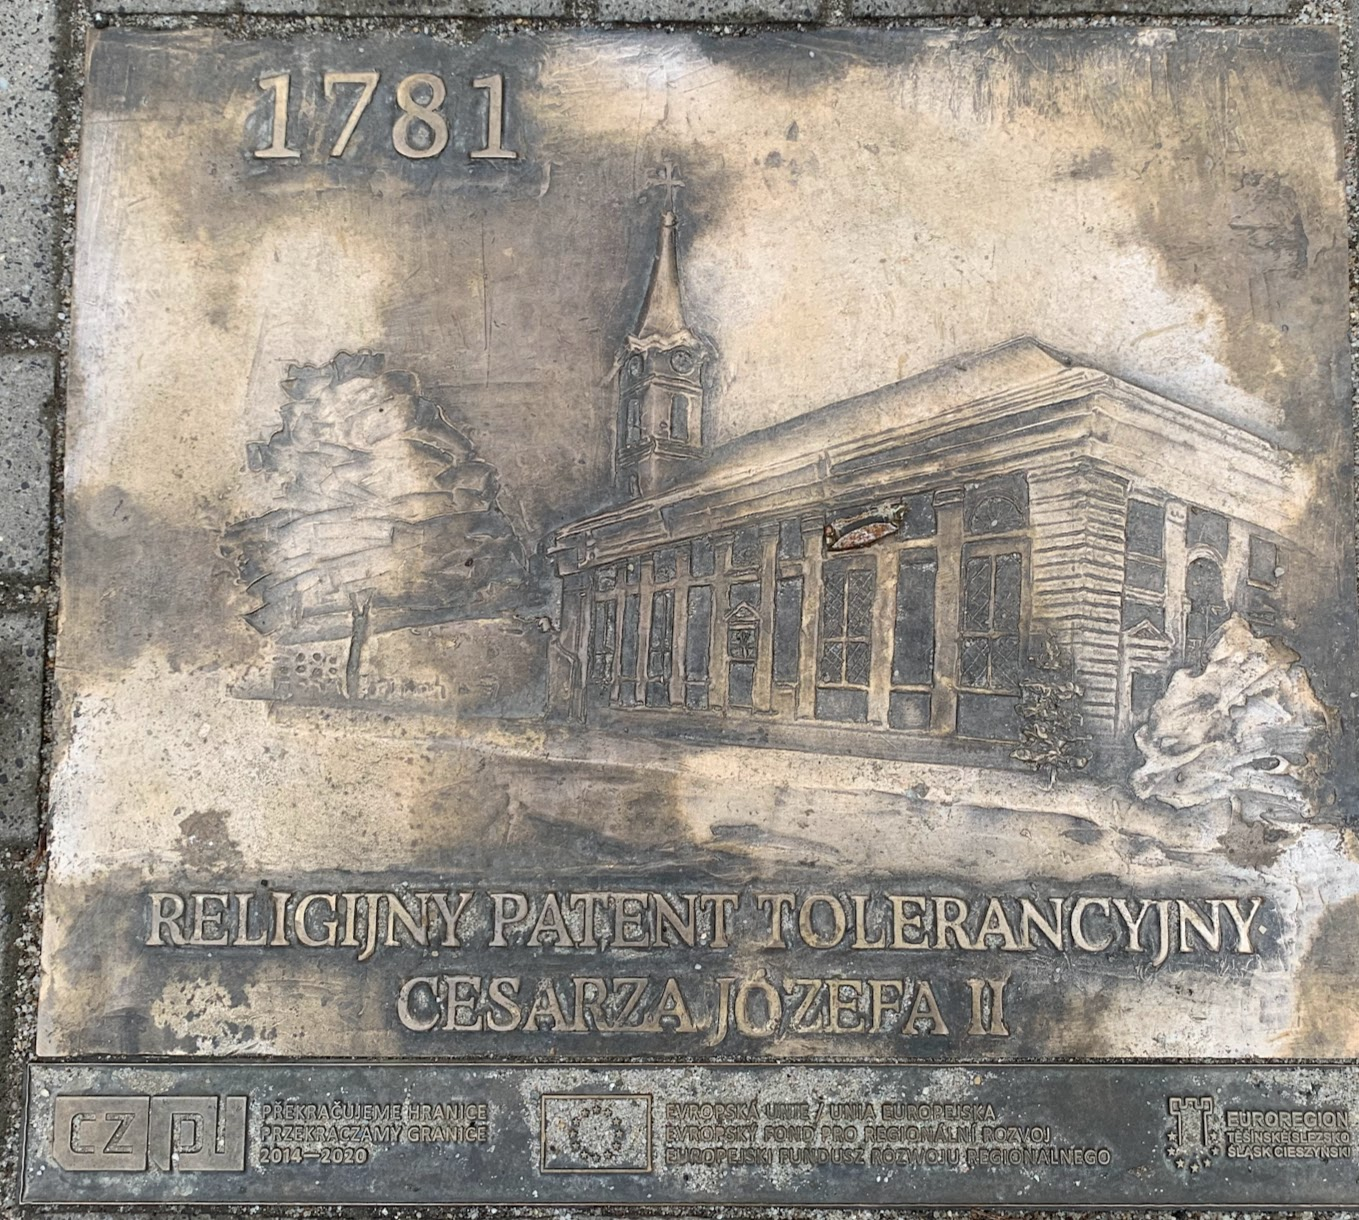 1781
RELIGIJNY PATENT TOLERANCYJNY
CESARZA JÓZEFA II
CZ PL
PŘEKRAČUJEME HRANICE
PRZEKRACZAMY GRANICE
2014—2020
EVROPSKÁ UNIE / UNIA EUROPEJSKA
EVROPSKÝ FOND PRO REGIONÁLNÍ ROZVOJ
EUROPEJSKI FUNDUSZ ROZWOJU REGIONALNEGO
EUROREGION
TĚŠÍNSKÉ SLEZSKO
ŚLĄSK CIESZYŃSKI